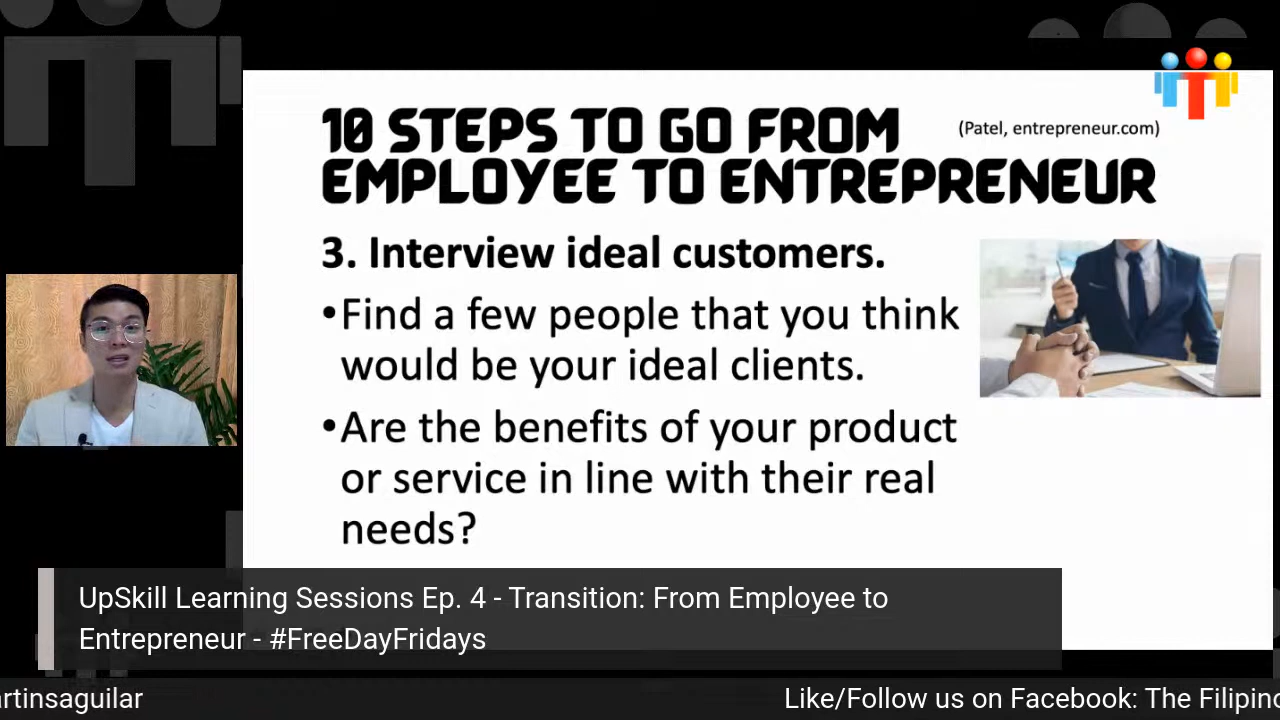 10 STEPS TO GO FROM
(Patel, entrepreneur.com)
EMPLOYEE TO ENTREPRENEUR
3. Interview ideal customers.
•Find a few people that you think
would be your ideal clients.
•Are the benefits of your product
or service in line with their real
needs?
UpSkill Learning Sessions Ep. 4 - Transition: From Employee to
Entrepreneur - #FreeDayFridays
rtinsaguilar
Like/Follow us on Facebook: The Filipin